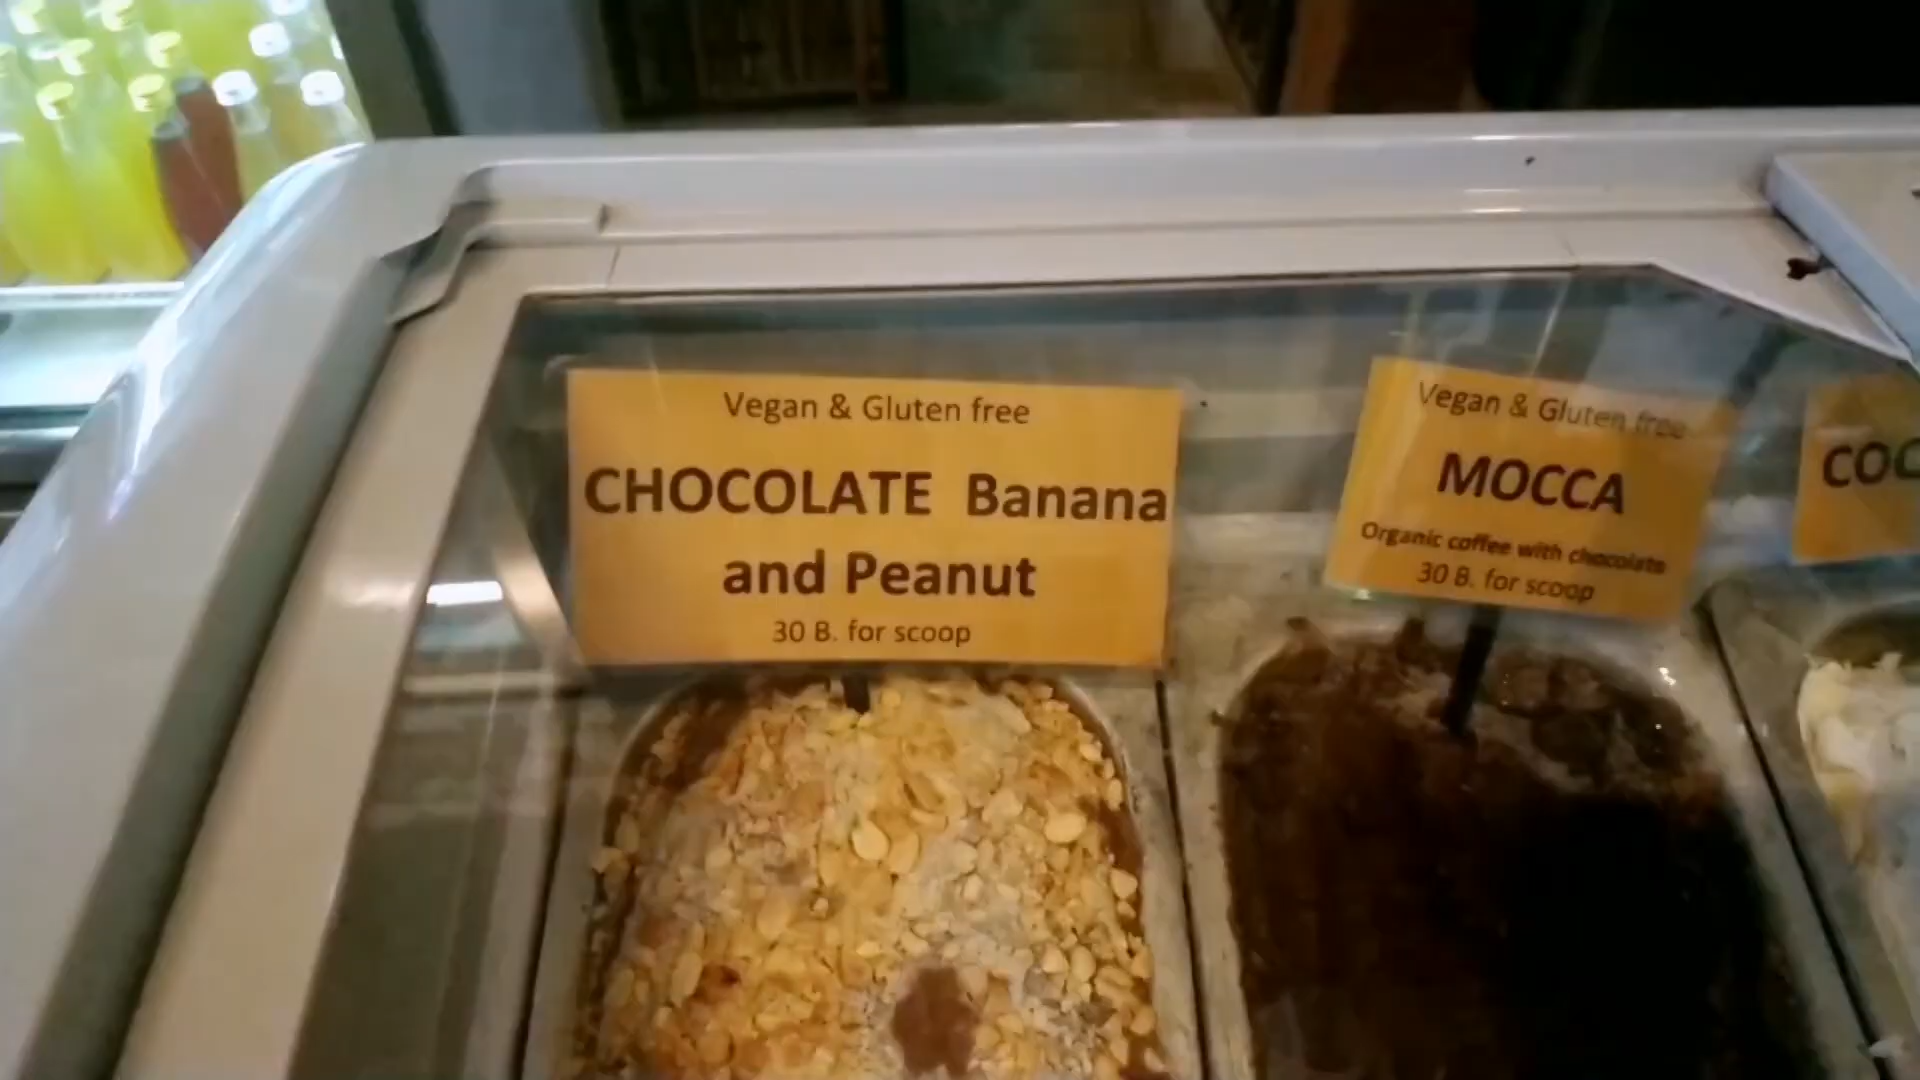 Vegan & Gluten free
CHOCOLATE Banana
and Peanut
30 B. for scoop
Vegan & Gluten free
MOCCA
Organic coffee with chocolate
30 B. for scoop